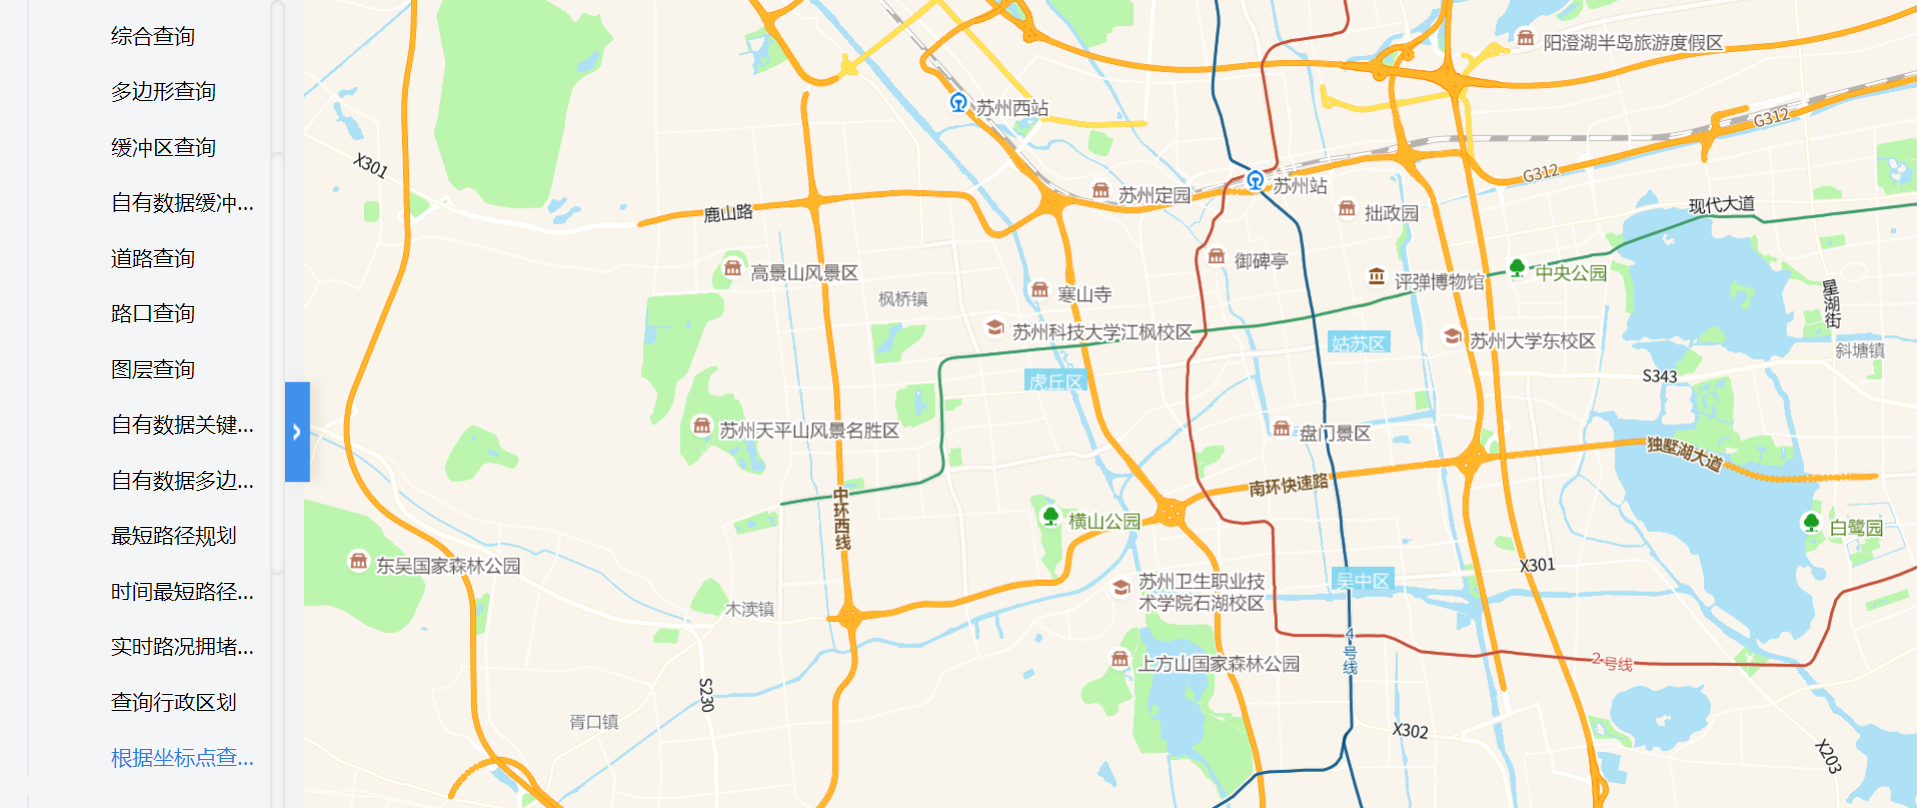 综合查询
多边形查询
缓冲区查询
自有数据缓冲...
道路查询
路口查询
图层查询
自有数据关键...
自有数据多边...
最短路径规划
时间最短路径...
实时路况拥堵...
查询行政区划
根据坐标点查...
阳澄湖半岛旅游度假区
苏州西站
G312
X301
G312
苏州定园
苏州站
鹿山路
拙政园
现代大道
御碑亭
高景山风景区
评弹博物馆
中央公园
枫桥镇
寒山寺
星湖街
苏州科技大学江枫校区
姑苏区
苏州大学东校区
斜塘镇
虎丘区
S343
苏州天平山风景名胜区
盘门景区
独墅湖大道
南环快速路
中环西线
横山公园
白鹭园
东吴国家森林公园
X301
苏州卫生职业技
术学院石湖校区
吴中区
木渎镇
4号线
上方山国家森林公园
2号线
S230
胥口镇
X302
X203